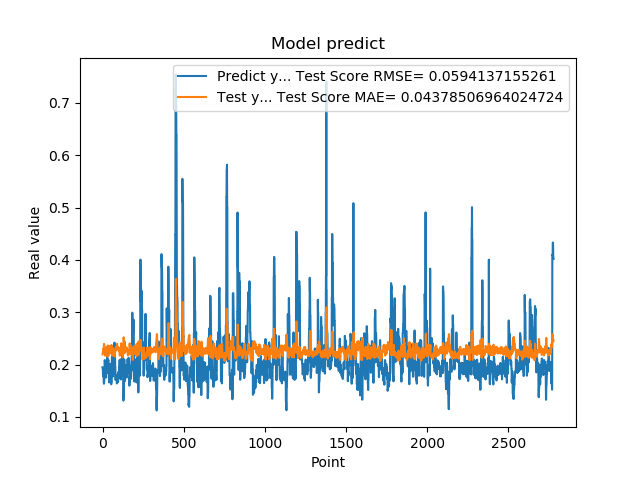 Model predict
Predict y... Test Score RMSE= 0.0594137155261
Test y... Test Score MAE= 0.04378506964024724
0.7
0.6
0.5
0.4
0.3
0.2
0.1
Real value
0 500 1000 1500 2000 2500
Point